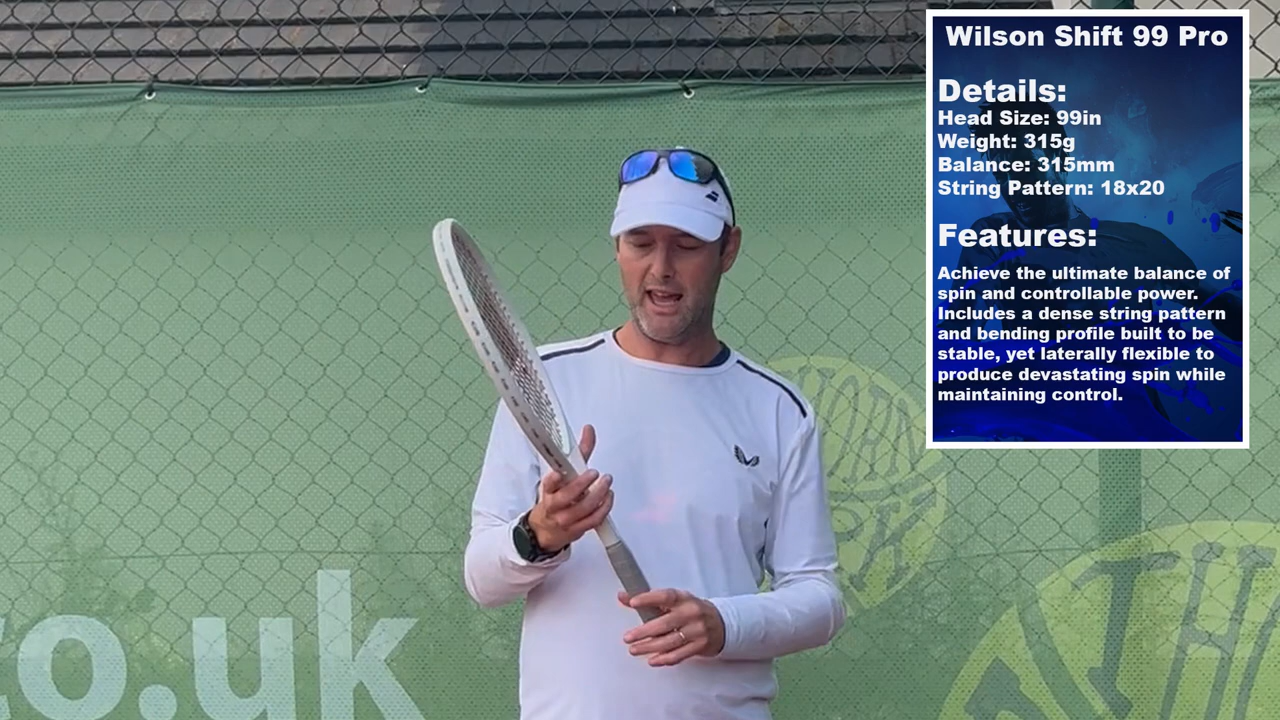 Wilson Shift 99 Pro
Details:
Head Size: 99in
Weight: 315g
Balance: 315mm
String Pattern: 18x20
Features:
Achieve the ultimate balance of
spin and controllable power.
Includes a dense string pattern
and bending profile built to be
stable, yet laterally flexible to
produce devastating spin while
maintaining control.
co.uk